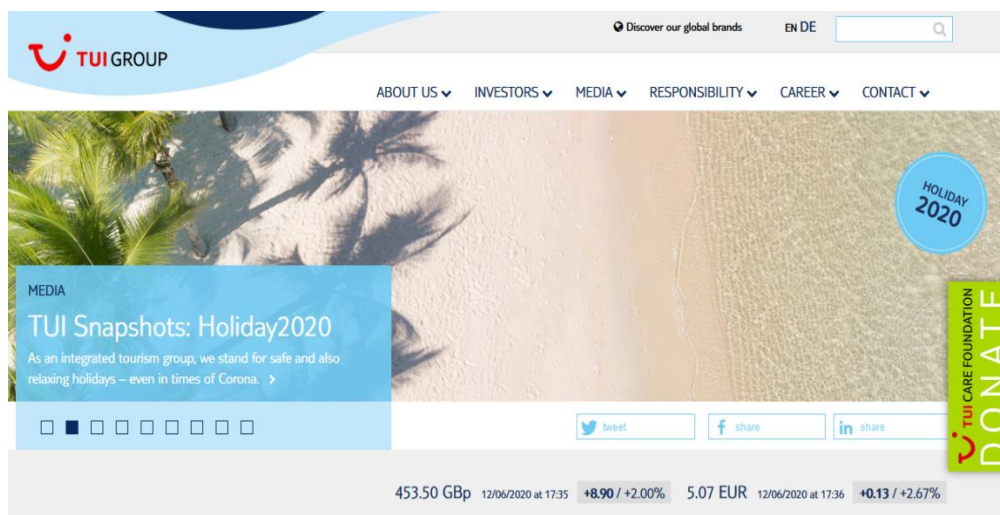 Discover our global brands
EN DE
TUI GROUP
ABOUT US INVESTORS MEDIA RESPONSIBILITY CAREER CONTACT
HOLIDAY
2020
MEDIA
TUI Snapshots: Holiday2020
As an integrated tourism group, we stand for safe and also
relaxing holidays – even in times of Corona.
TUI CARE FOUNDATION
DONATE
tweet
share
share
453.50 GBp 12/06/2020 at 17:35 +8.90 / +2.00% 5.07 EUR 12/06/2020 at 17:36 +0.13 / +2.67%